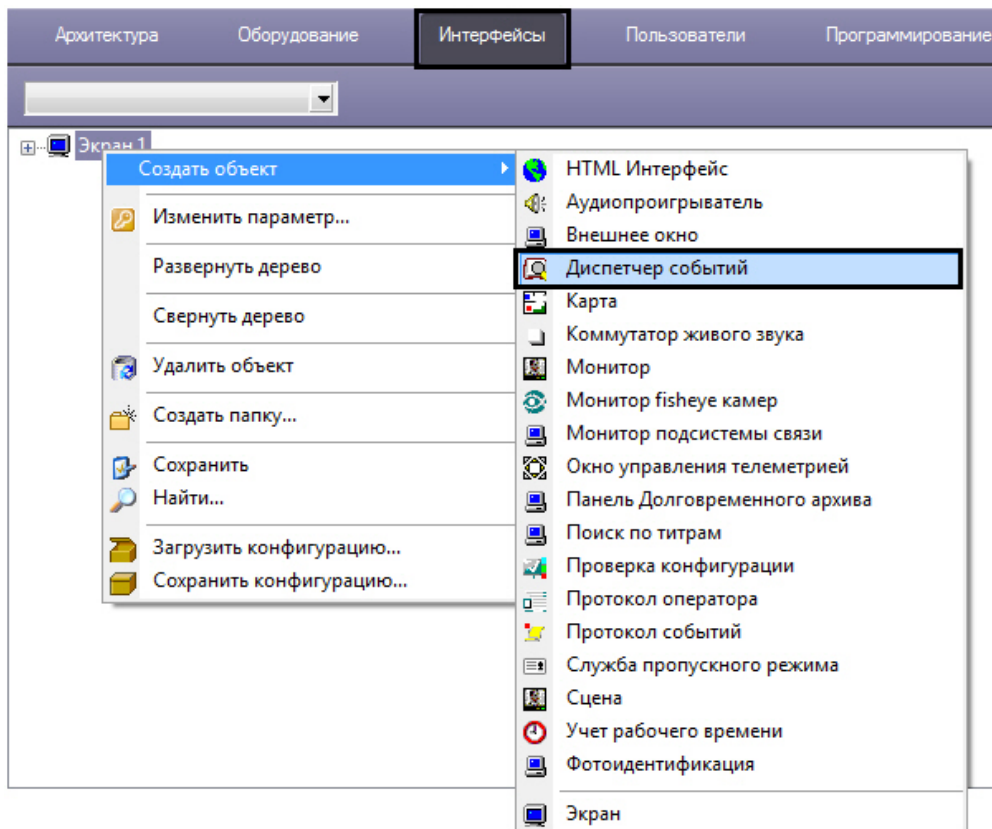 Архитектура Оборудование Интерфейсы Пользователи Программирование
Экран 1
Создать объект
Изменить параметр...
Развернуть дерево
Свернуть дерево
Удалить объект
Создать папку...
Сохранить
Найти...
Загрузить конфигурацию...
Сохранить конфигурацию...
HTML Интерфейс
Аудиопроигрыватель
Внешнее окно
Диспетчер событий
Карта
Коммутатор живого звука
Монитор
Монитор fisheye камер
Монитор подсистемы связи
Окно управления телеметрией
Панель Долговременного архива
Поиск по титрам
Проверка конфигурации
Протокол оператора
Протокол событий
Служба пропускного режима
Сцена
Учет рабочего времени
Фотоидентификация
Экран